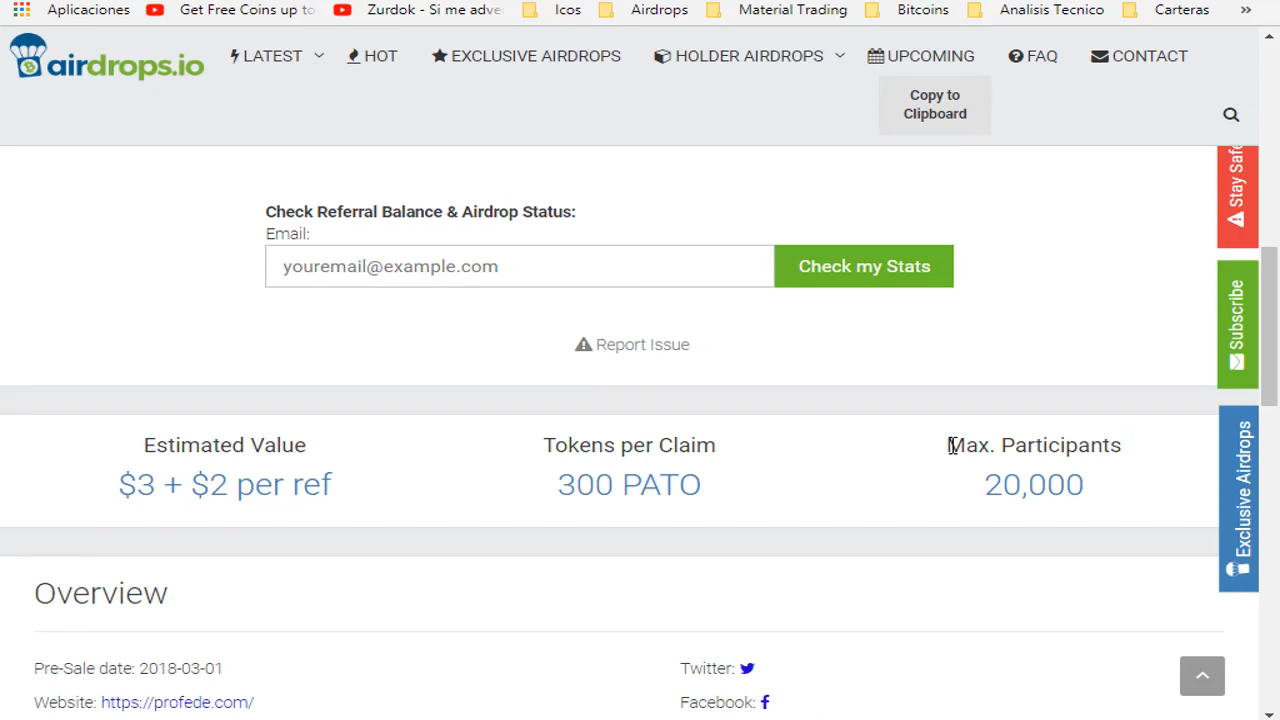 Aplicaciones Get Free Coins up to Zurdok - Si me adve Icos Airdrops Material Trading Bitcoins Analisis Tecnico Carteras »
airdrops.io LATEST HOT EXCLUSIVE AIRDROPS HOLDER AIRDROPS UPCOMING FAQ CONTACT
Copy to
Clipboard
Stay Safe
Check Referral Balance & Airdrop Status:
Email:
youremail@example.com Check my Stats
Subscribe
Report Issue
Exclusive Airdrops
Estimated Value Tokens per Claim Max. Participants
$3 + $2 per ref 300 PATO 20,000
Overview
Pre-Sale date: 2018-03-01 Twitter:
Website: https://profede.com/ Facebook: